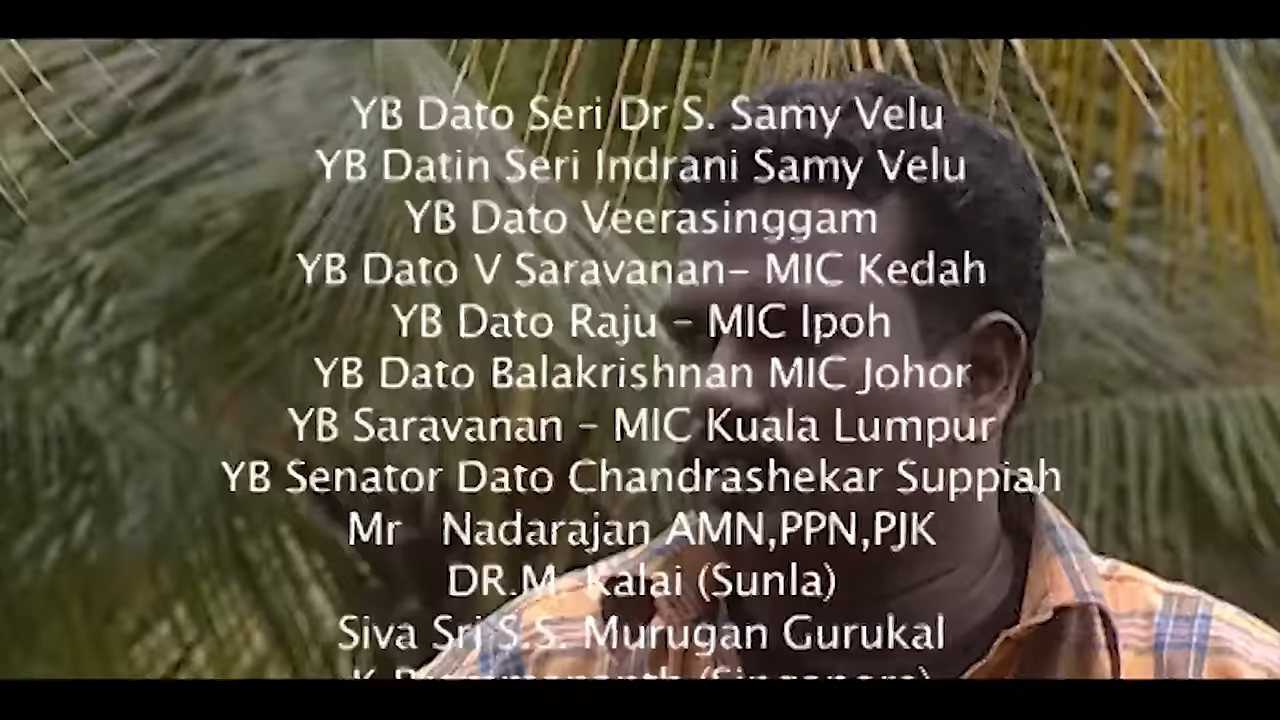 YB Dato Seri Dr S. Samy Velu
YB Datin Seri Indrani Samy Velu
YB Dato Veerasinggam
YB Dato V Saravanan- MIC Kedah
YB Dato Raju - MIC Ipoh
YB Dato Balakrishnan MIC Johor
YB Saravanan - MIC Kuala Lumpur
YB Senator Dato Chandrashekar Suppiah
Mr Nadarajan AMN,PPN,PJK
DR.M. Kalai (Sunla)
Siva Sri S.S. Murugan Gurukal
K (Singapore)